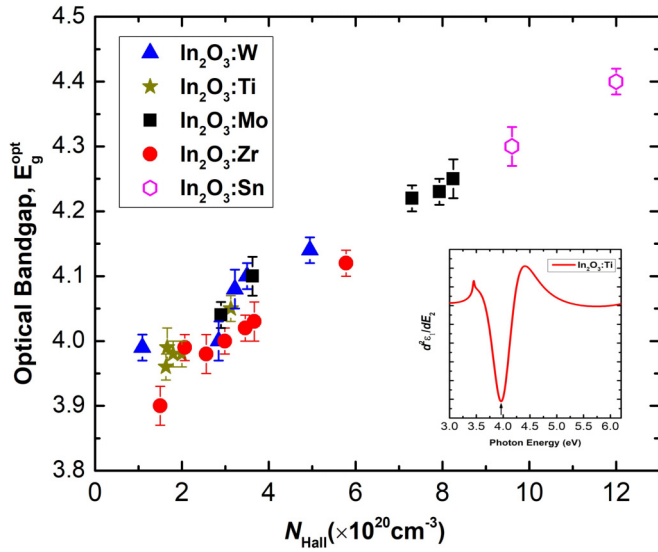 4.5
4.4
4.3
4.2
4.1
4.0
3.9
3.8
Optical Bandgap, E_g^opt
In₂O₃:W
In₂O₃:Ti
In₂O₃:Mo
In₂O₃:Zr
In₂O₃:Sn
In₂O₃:Ti
d²ε₁/dE₂
3.0 3.5 4.0 4.5 5.0 5.5 6.0
Photon Energy (eV)
0 2 4 6 8 10 12
N_Hall(×10²⁰cm⁻³)